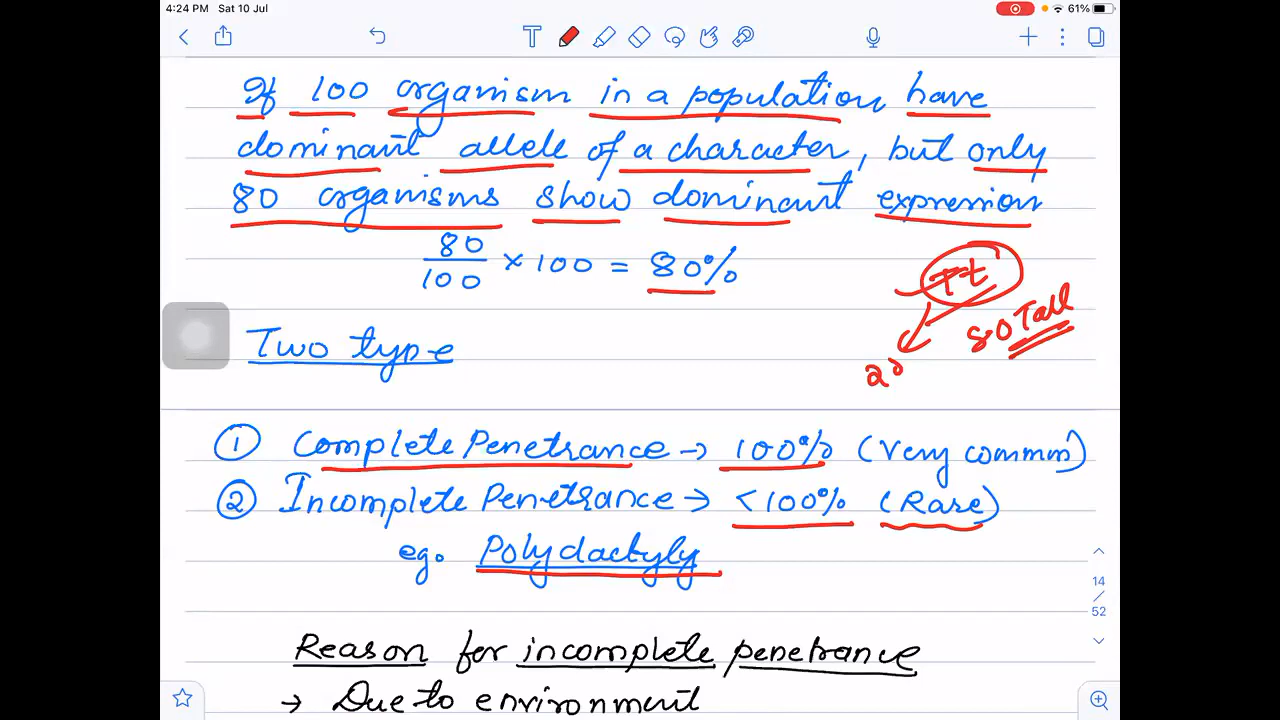 4:24 PM Sat 10 Jul
61%
If 100 organism in a population have
dominant allele of a character, but only
80 organisms show dominant expression
80/100 × 100 = 80%
Tt
80 Tall
20
Two type
① Complete Penetrance → 100% (Very common)
② Incomplete Penetrance → <100% (Rare)
eg. Polydactyly
14
/
52
Reason for incomplete penetrance
→ Due to environment